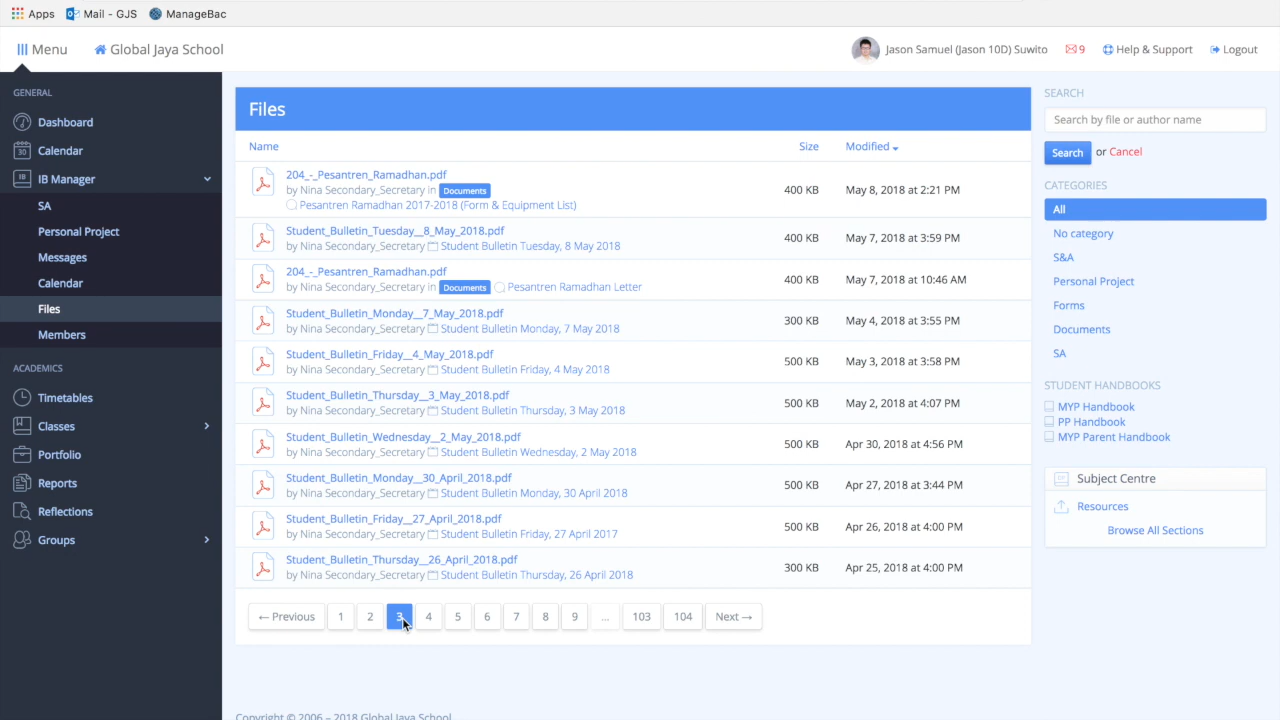 Apps Mail - GJS ManageBac
Menu Global Jaya School Jason Samuel (Jason 10D) Suwito 9 Help & Support Logout
GENERAL
Dashboard
30 Calendar
IB IB Manager
SA
Personal Project
Messages
Calendar
Files
Members
ACADEMICS
Timetables
Classes
Portfolio
Reports
Reflections
Groups
Files
Name Size Modified
204_-_Pesantren_Ramadhan.pdf
by Nina Secondary_Secretary in Documents 400 KB May 8, 2018 at 2:21 PM
Pesantren Ramadhan 2017-2018 (Form & Equipment List)
Student_Bulletin_Tuesday__8_May_2018.pdf
400 KB May 7, 2018 at 3:59 PM
by Nina Secondary_Secretary Student Bulletin Tuesday, 8 May 2018
204_-_Pesantren_Ramadhan.pdf
400 KB May 7, 2018 at 10:46 AM
by Nina Secondary_Secretary in Documents Pesantren Ramadhan Letter
Student_Bulletin_Monday__7_May_2018.pdf
300 KB May 4, 2018 at 3:55 PM
by Nina Secondary_Secretary Student Bulletin Monday, 7 May 2018
Student_Bulletin_Friday__4_May_2018.pdf
500 KB May 3, 2018 at 3:58 PM
by Nina Secondary_Secretary Student Bulletin Friday, 4 May 2018
Student_Bulletin_Thursday__3_May_2018.pdf
500 KB May 2, 2018 at 4:07 PM
by Nina Secondary_Secretary Student Bulletin Thursday, 3 May 2018
Student_Bulletin_Wednesday__2_May_2018.pdf
500 KB Apr 30, 2018 at 4:56 PM
by Nina Secondary_Secretary Student Bulletin Wednesday, 2 May 2018
Student_Bulletin_Monday__30_April_2018.pdf
500 KB Apr 27, 2018 at 3:44 PM
by Nina Secondary_Secretary Student Bulletin Monday, 30 April 2018
Student_Bulletin_Friday__27_April_2018.pdf
500 KB Apr 26, 2018 at 4:00 PM
by Nina Secondary_Secretary Student Bulletin Friday, 27 April 2017
Student_Bulletin_Thursday__26_April_2018.pdf
300 KB Apr 25, 2018 at 4:00 PM
by Nina Secondary_Secretary Student Bulletin Thursday, 26 April 2018
← Previous 1 2 3 4 5 6 7 8 9 ... 103 104 Next →
Copyright © 2006 – 2018 Global Jaya School
SEARCH
Search by file or author name
Search or Cancel
CATEGORIES
All
No category
S&A
Personal Project
Forms
Documents
SA
STUDENT HANDBOOKS
MYP Handbook
PP Handbook
MYP Parent Handbook
Subject Centre
Resources
Browse All Sections